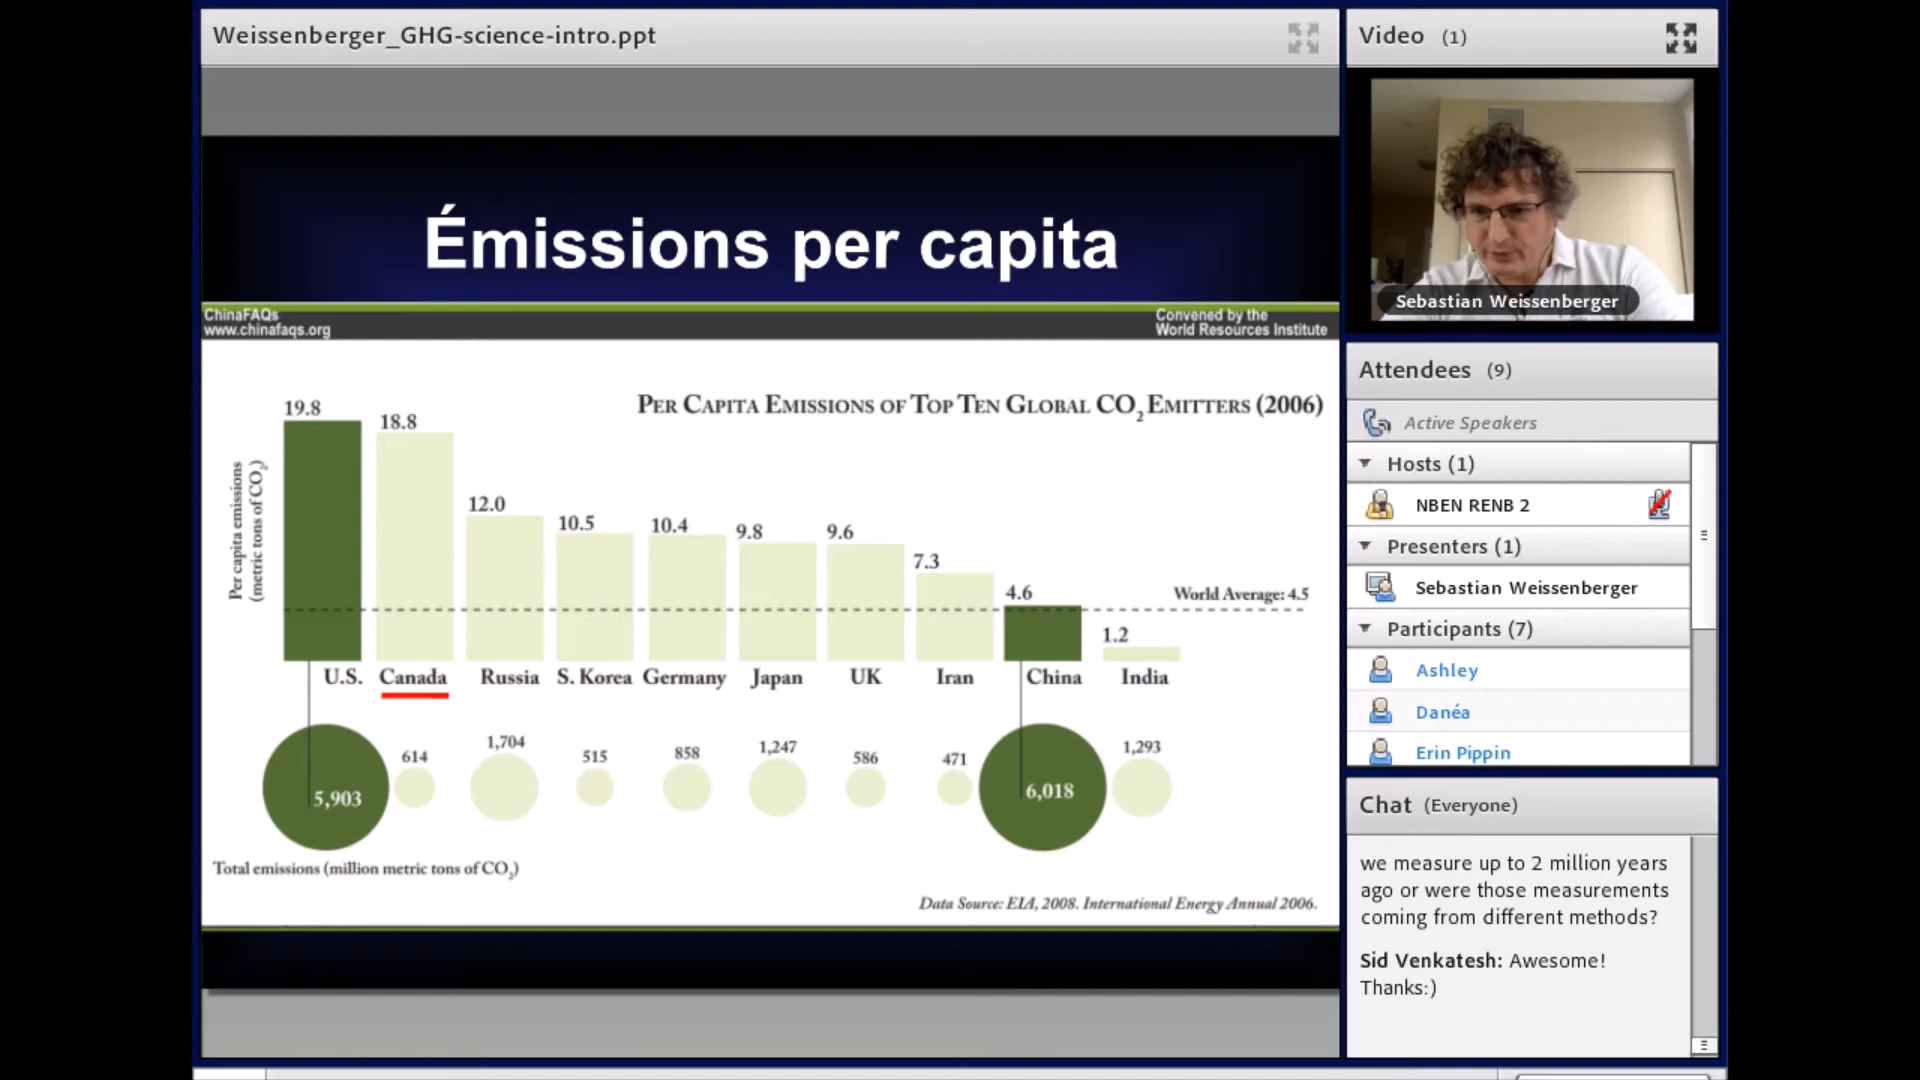 Weissenberger_GHG-science-intro.ppt
Émissions per capita
ChinaFAQs
www.chinafaqs.org
Convened by the
World Resources Institute
Per Capita Emissions of Top Ten Global CO2 Emitters (2006)
Per capita emissions
(metric tons of CO2)
19.8
18.8
12.0
10.5
10.4
9.8
9.6
7.3
4.6
1.2
World Average: 4.5
U.S.
Canada
Russia
S. Korea
Germany
Japan
UK
Iran
China
India
5,903
614
1,704
515
858
1,247
586
471
6,018
1,293
Total emissions (million metric tons of CO2)
Data Source: EIA, 2008. International Energy Annual 2006.
Video (1)
Sebastian Weissenberger
Attendees (9)
Active Speakers
Hosts (1)
NBEN RENB 2
Presenters (1)
Sebastian Weissenberger
Participants (7)
Ashley
Danéa
Erin Pippin
Chat (Everyone)
we measure up to 2 million years
ago or were those measurements
coming from different methods?
Sid Venkatesh: Awesome!
Thanks:)